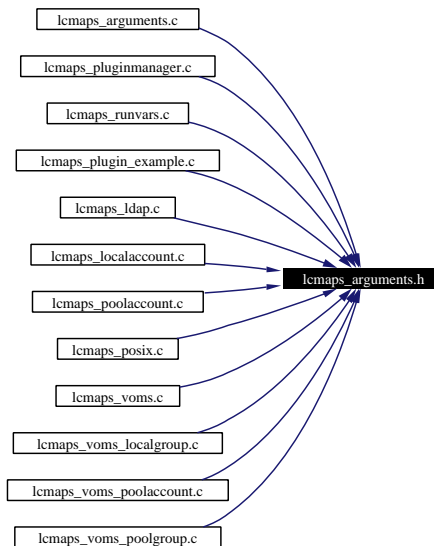 lcmaps_arguments.c
lcmaps_pluginmanager.c
lcmaps_runvars.c
lcmaps_plugin_example.c
lcmaps_ldap.c
lcmaps_localaccount.c
lcmaps_arguments.h
lcmaps_poolaccount.c
lcmaps_posix.c
lcmaps_voms.c
lcmaps_voms_localgroup.c
lcmaps_voms_poolaccount.c
lcmaps_voms_poolgroup.c